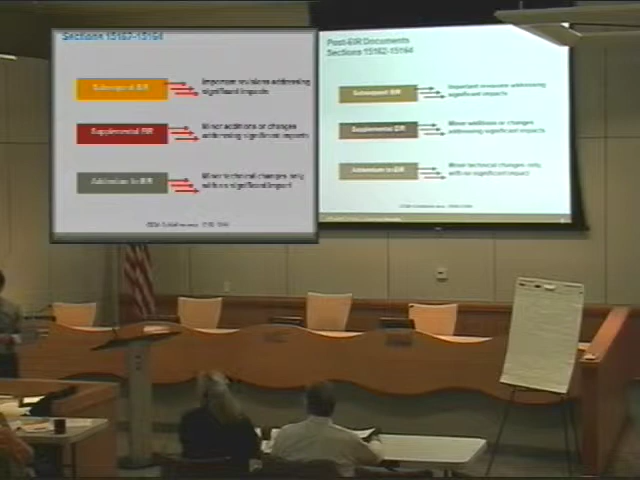 Sections 15162-15164
Subsequent EIR
Important revisions addressing
significant impacts
Supplemental EIR
Minor additions or changes
addressing significant impacts
Addendum to EIR
Minor technical changes only,
with no significant impact
Post-EIR Documents
Sections 15162-15164
Subsequent EIR
Important revisions addressing
significant impacts
Supplemental EIR
Minor additions or changes
addressing significant impacts
Addendum to EIR
Minor technical changes only,
with no significant impact